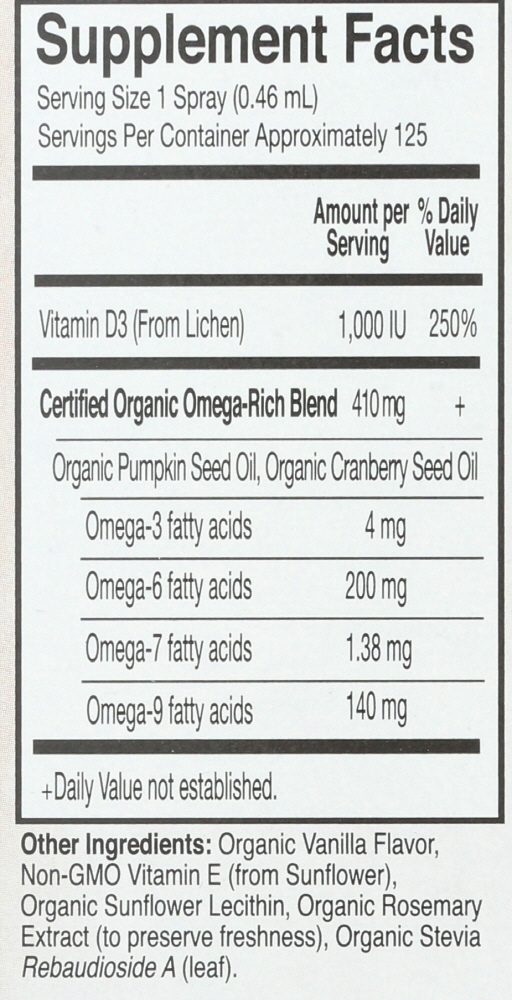 Supplement Facts
Serving Size 1 Spray (0.46 mL)
Servings Per Container Approximately 125
Amount per % Daily
Serving Value
Vitamin D3 (From Lichen) 1,000 IU 250%
Certified Organic Omega-Rich Blend 410 mg +
Organic Pumpkin Seed Oil, Organic Cranberry Seed Oil
Omega-3 fatty acids 4 mg
Omega-6 fatty acids 200 mg
Omega-7 fatty acids 1.38 mg
Omega-9 fatty acids 140 mg
+Daily Value not established.
Other Ingredients: Organic Vanilla Flavor,
Non-GMO Vitamin E (from Sunflower),
Organic Sunflower Lecithin, Organic Rosemary
Extract (to preserve freshness), Organic Stevia
Rebaudioside A (leaf).